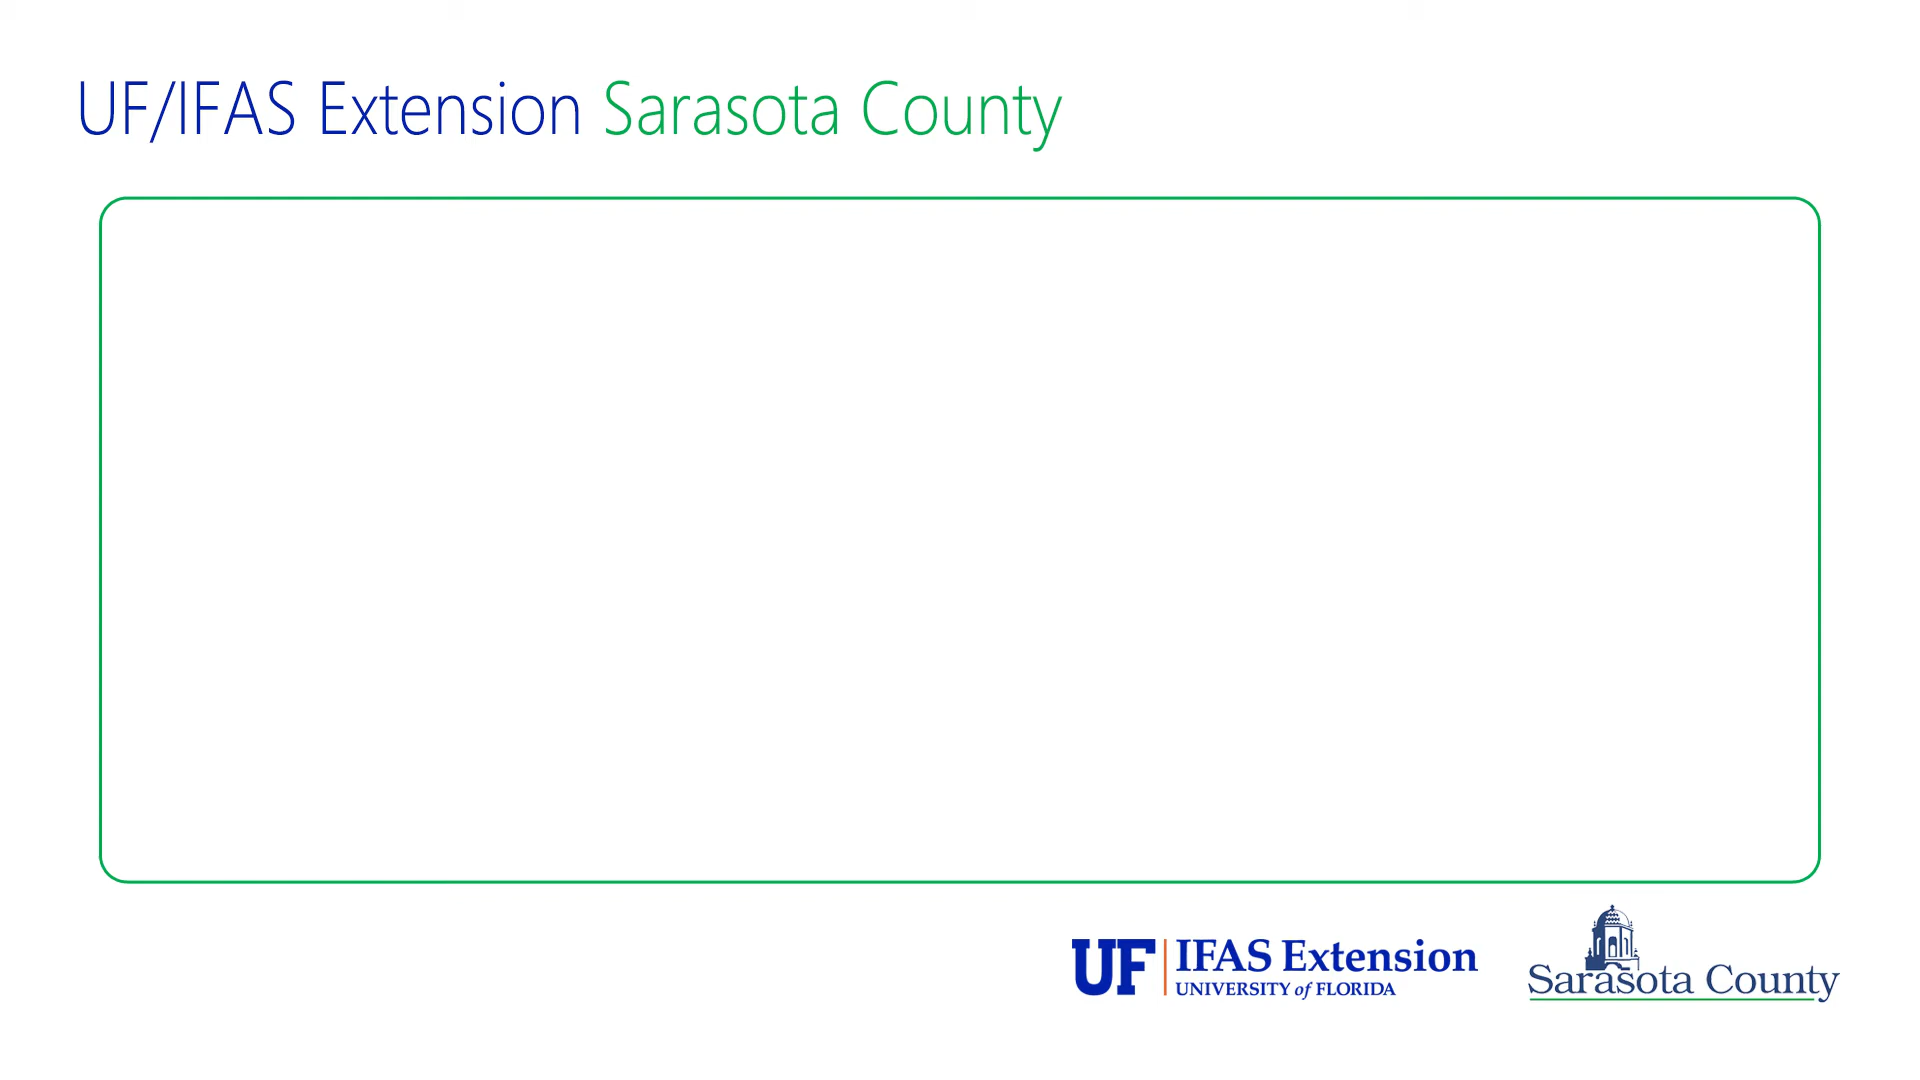 UF/IFAS Extension Sarasota County
UF IFAS Extension
UNIVERSITY of FLORIDA
Sarasota County